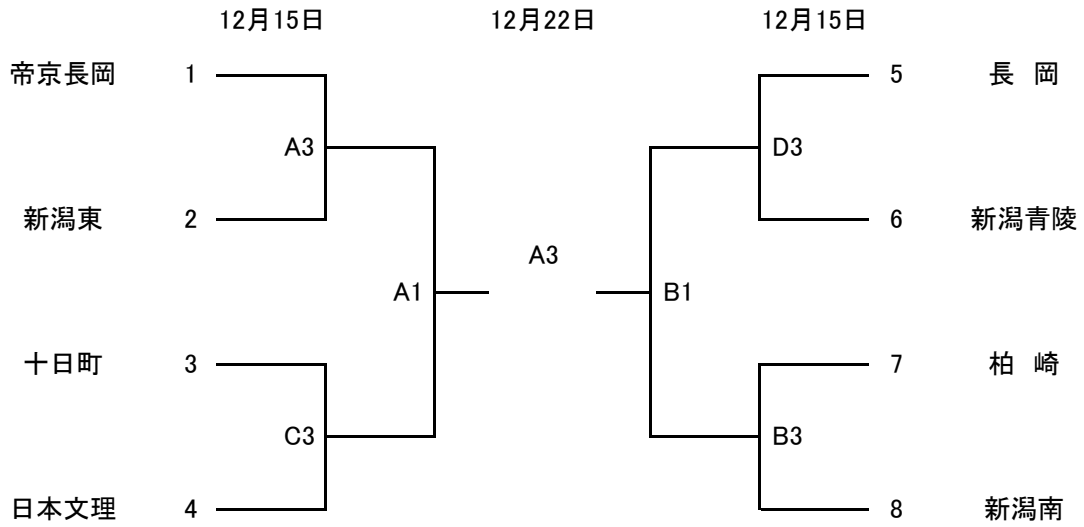 12月15日 12月22日 12月15日
帝京長岡 1 5 長 岡
A3 D3
新潟東 2 6 新潟青陵
A3
A1 B1
十日町 3 7 柏 崎
C3 B3
日本文理 4 8 新潟南